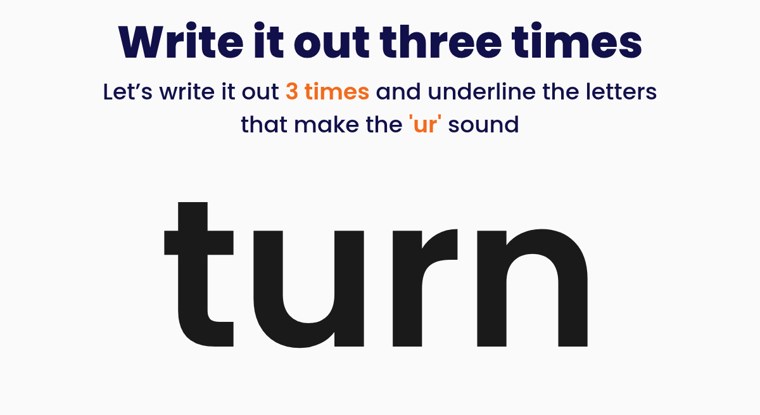 Write it out three times
Let’s write it out 3 times and underline the letters
that make the 'ur' sound
turn